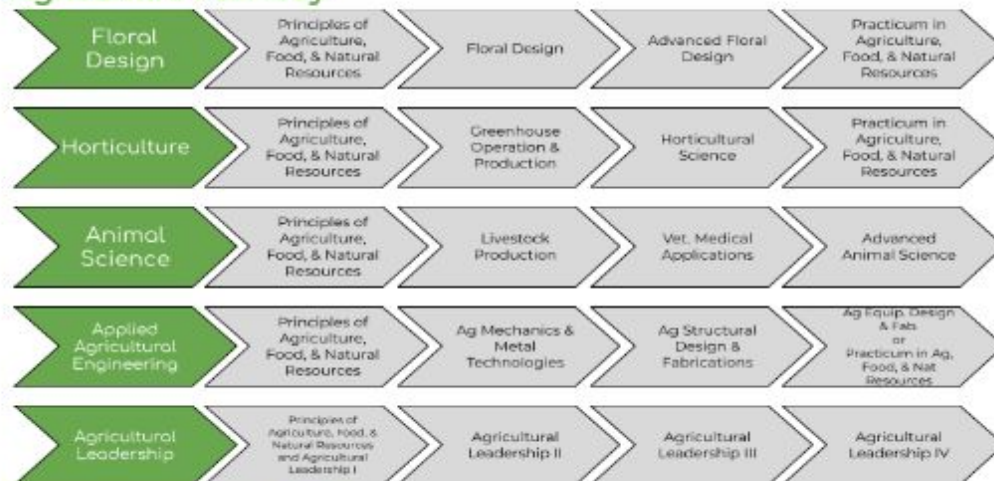 Floral
Design
Principles of
Agriculture,
Food, & Natural
Resources
Floral Design
Advanced Floral
Design
Practicum in
Agriculture,
Food, & Natural
Resources
Horticulture
Principles of
Agriculture,
Food, & Natural
Resources
Greenhouse
Operation &
Production
Horticultural
Science
Practicum in
Agriculture,
Food, & Natural
Resources
Animal
Science
Principles of
Agriculture,
Food, & Natural
Resources
Livestock
Production
Vet. Medical
Applications
Advanced
Animal Science
Applied
Agricultural
Engineering
Principles of
Agriculture,
Food, & Natural
Resources
Ag Mechanics &
Metal
Technologies
Ag Structural
Design &
Fabrications
Ag Equip. Design
& Fab.
or
Practicum in Ag,
Food, & Nat
Resources
Agricultural
Leadership
Principles of
Agriculture, Food, &
Natural Resources
and Agricultural
Leadership I
Agricultural
Leadership II
Agricultural
Leadership III
Agricultural
Leadership IV